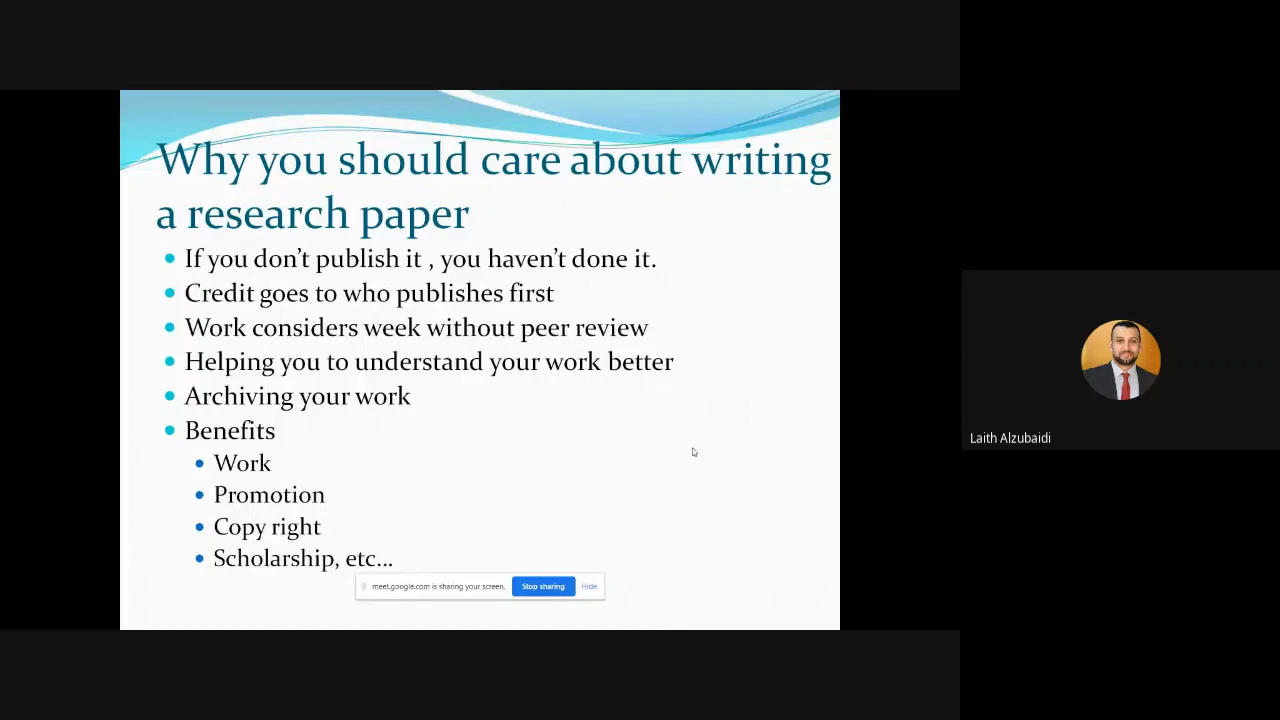 Why you should care about writing
a research paper
If you don't publish it , you haven't done it.
Credit goes to who publishes first
Work considers week without peer review
Helping you to understand your work better
Archiving your work
Benefits
Work
Promotion
Copy right
Scholarship, etc...
meet.google.com is sharing your screen. Stop sharing Hide
Laith Alzubaidi